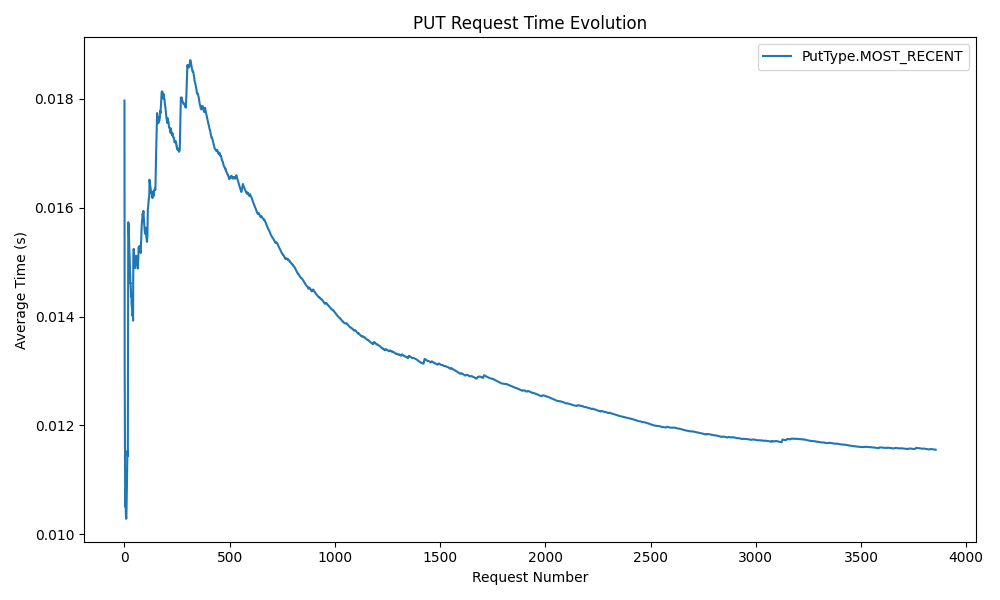 PUT Request Time Evolution
PutType.MOST_RECENT
Average Time (s)
0.018
0.016
0.014
0.012
0.010
0 500 1000 1500 2000 2500 3000 3500 4000
Request Number